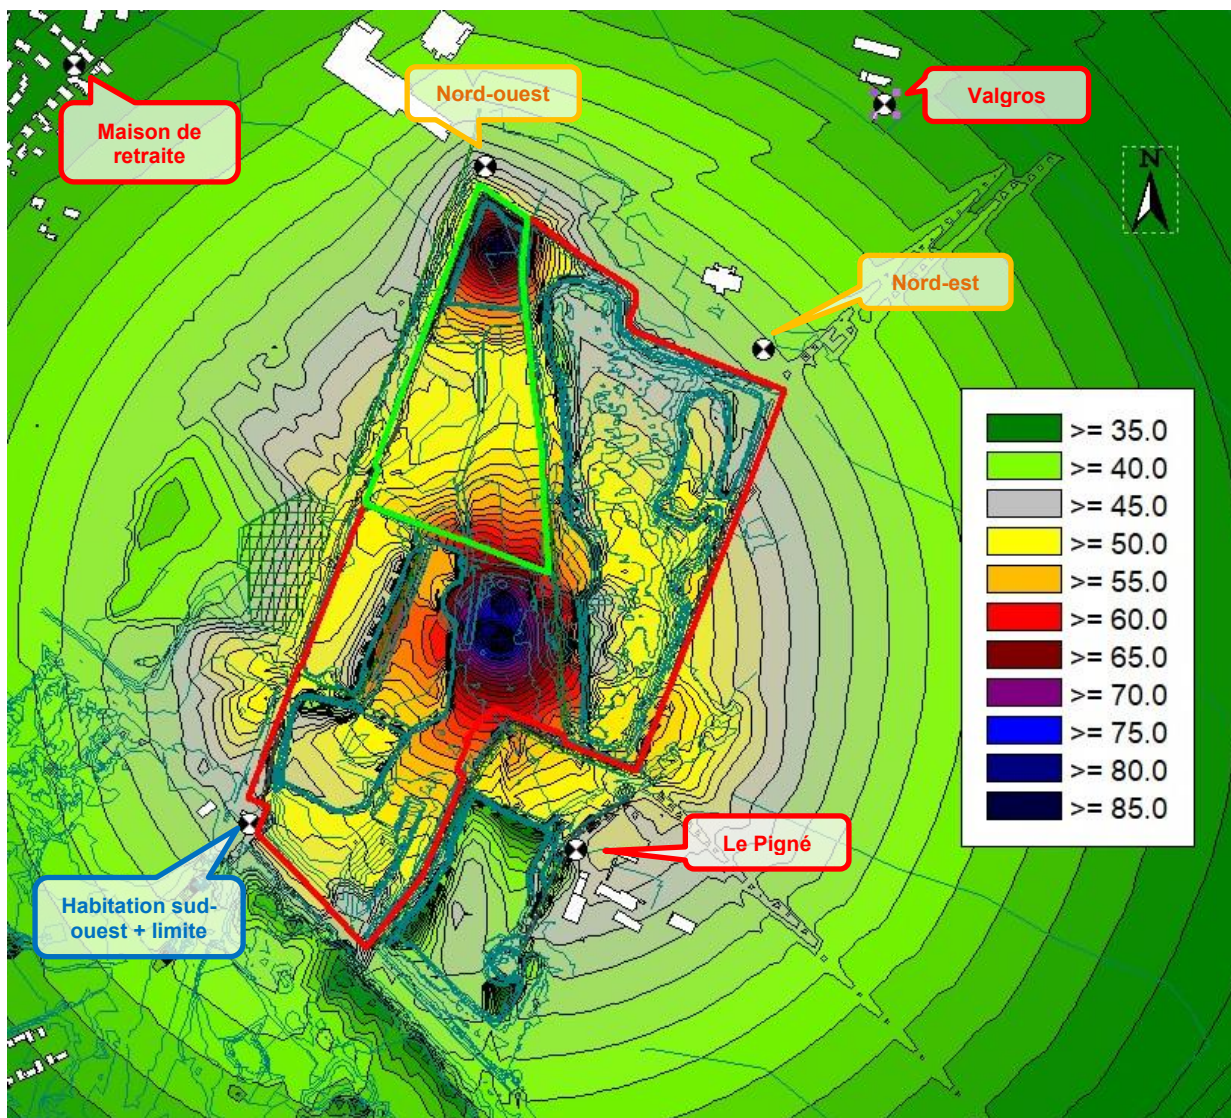 Nord-ouest
Valgros
Maison de
retraite
N
Nord-est
>= 35.0
>= 40.0
>= 45.0
>= 50.0
>= 55.0
>= 60.0
>= 65.0
>= 70.0
>= 75.0
>= 80.0
>= 85.0
Le Pigné
Habitation sud-
ouest + limite